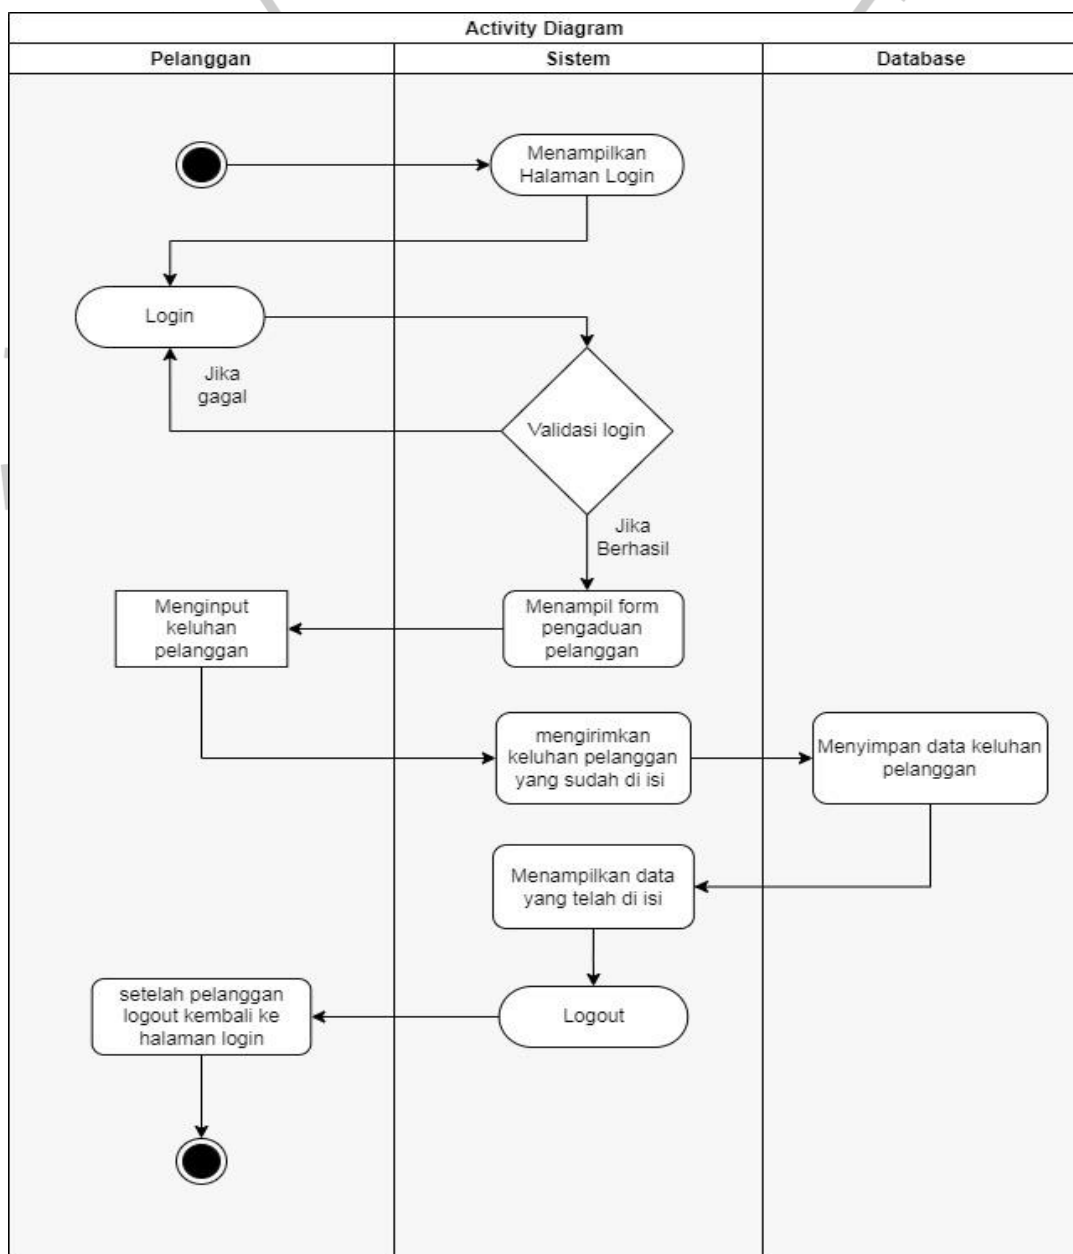 Activity Diagram
Pelanggan
Sistem
Database
Menampilkan
Halaman Login
Login
Jika
gagal
Validasi login
Jika
Berhasil
Menginput
keluhan
pelanggan
Menampil form
pengaduan
pelanggan
mengirimkan
keluhan pelanggan
yang sudah di isi
Menyimpan data keluhan
pelanggan
Menampilkan data
yang telah di isi
setelah pelanggan
logout kembali ke
halaman login
Logout